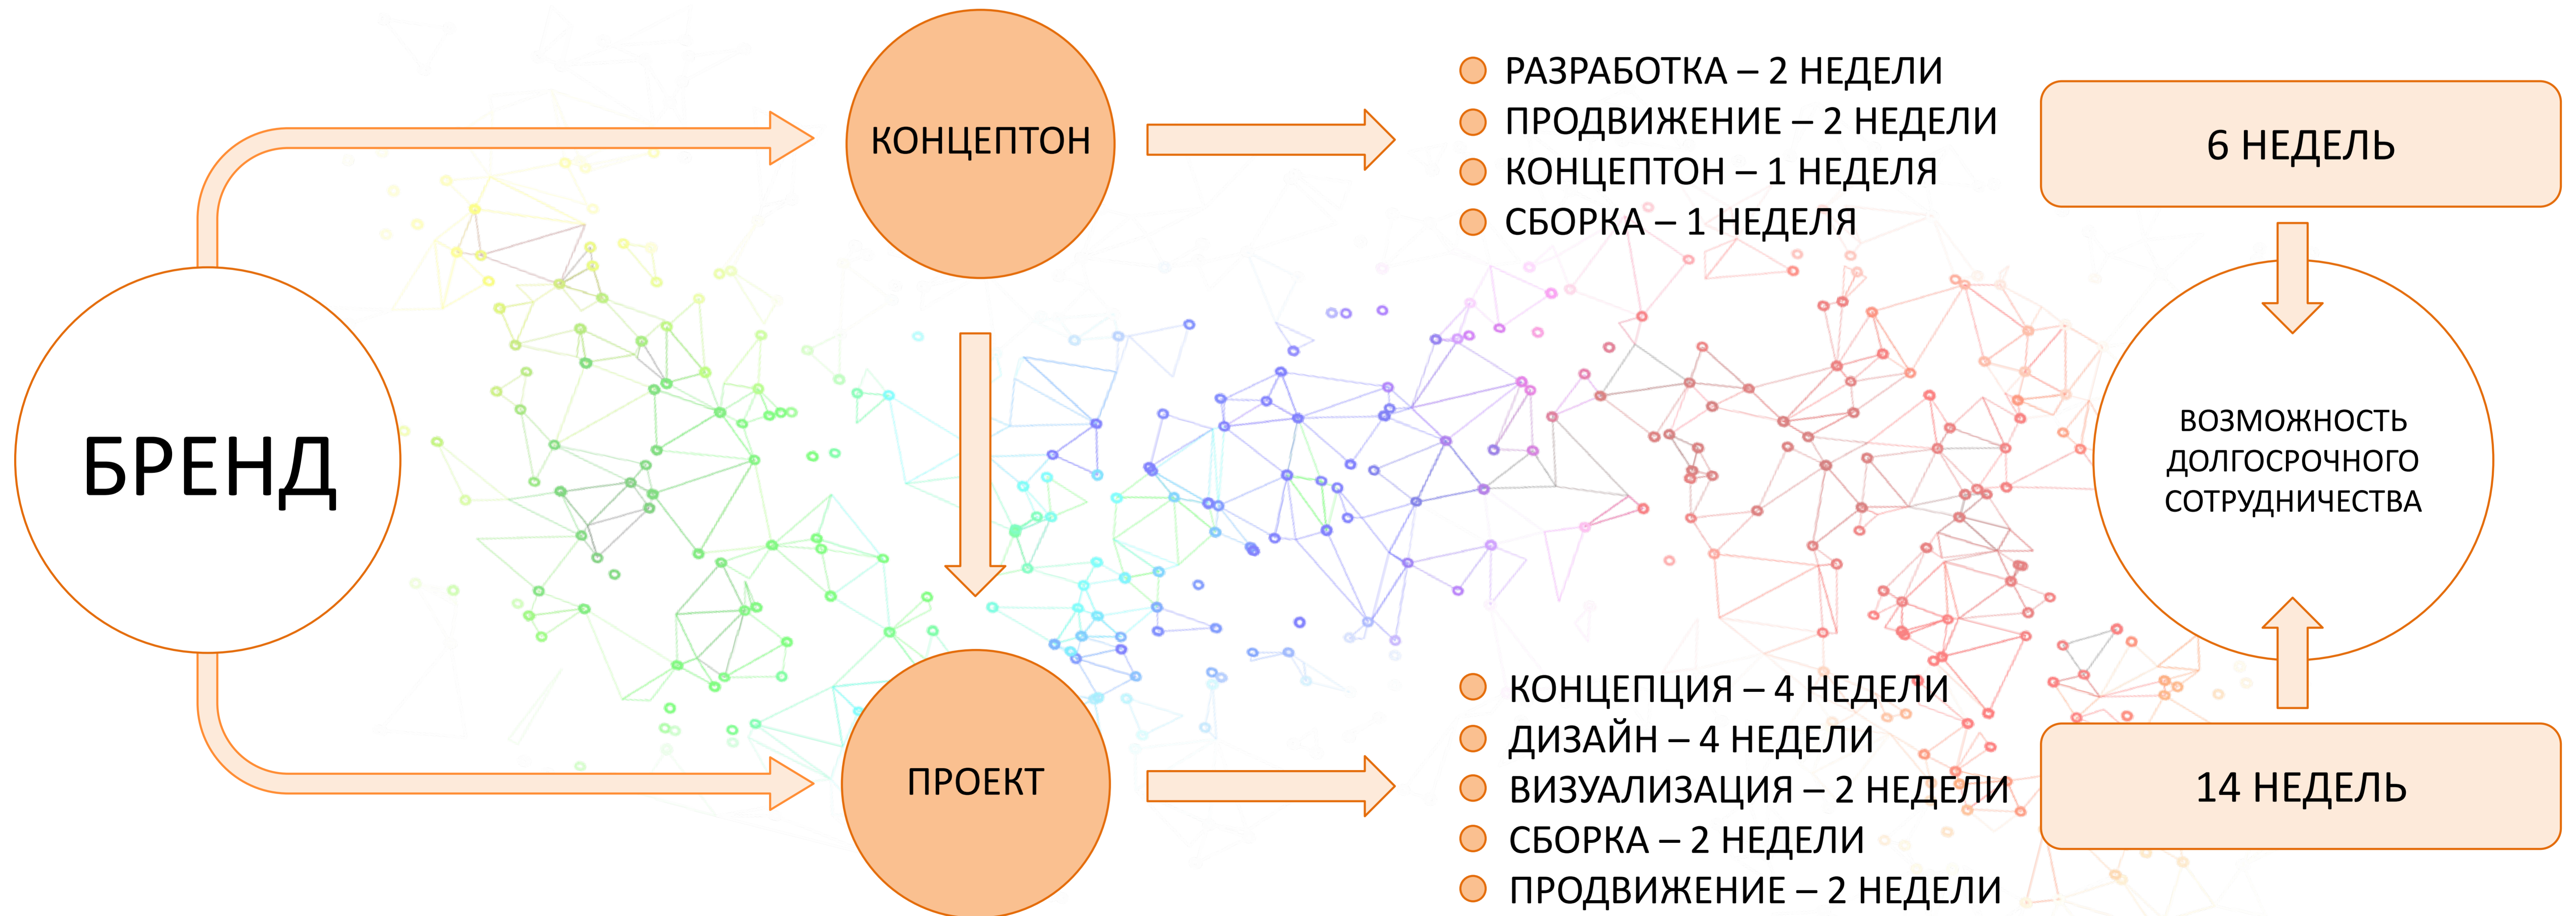 БРЕНД
КОНЦЕПТОН
РАЗРАБОТКА – 2 НЕДЕЛИ
ПРОДВИЖЕНИЕ – 2 НЕДЕЛИ
КОНЦЕПТОН – 1 НЕДЕЛЯ
СБОРКА – 1 НЕДЕЛЯ
6 НЕДЕЛЬ
ВОЗМОЖНОСТЬ
ДОЛГОСРОЧНОГО
СОТРУДНИЧЕСТВА
ПРОЕКТ
КОНЦЕПЦИЯ – 4 НЕДЕЛИ
ДИЗАЙН – 4 НЕДЕЛИ
ВИЗУАЛИЗАЦИЯ – 2 НЕДЕЛИ
СБОРКА – 2 НЕДЕЛИ
ПРОДВИЖЕНИЕ – 2 НЕДЕЛИ
14 НЕДЕЛЬ